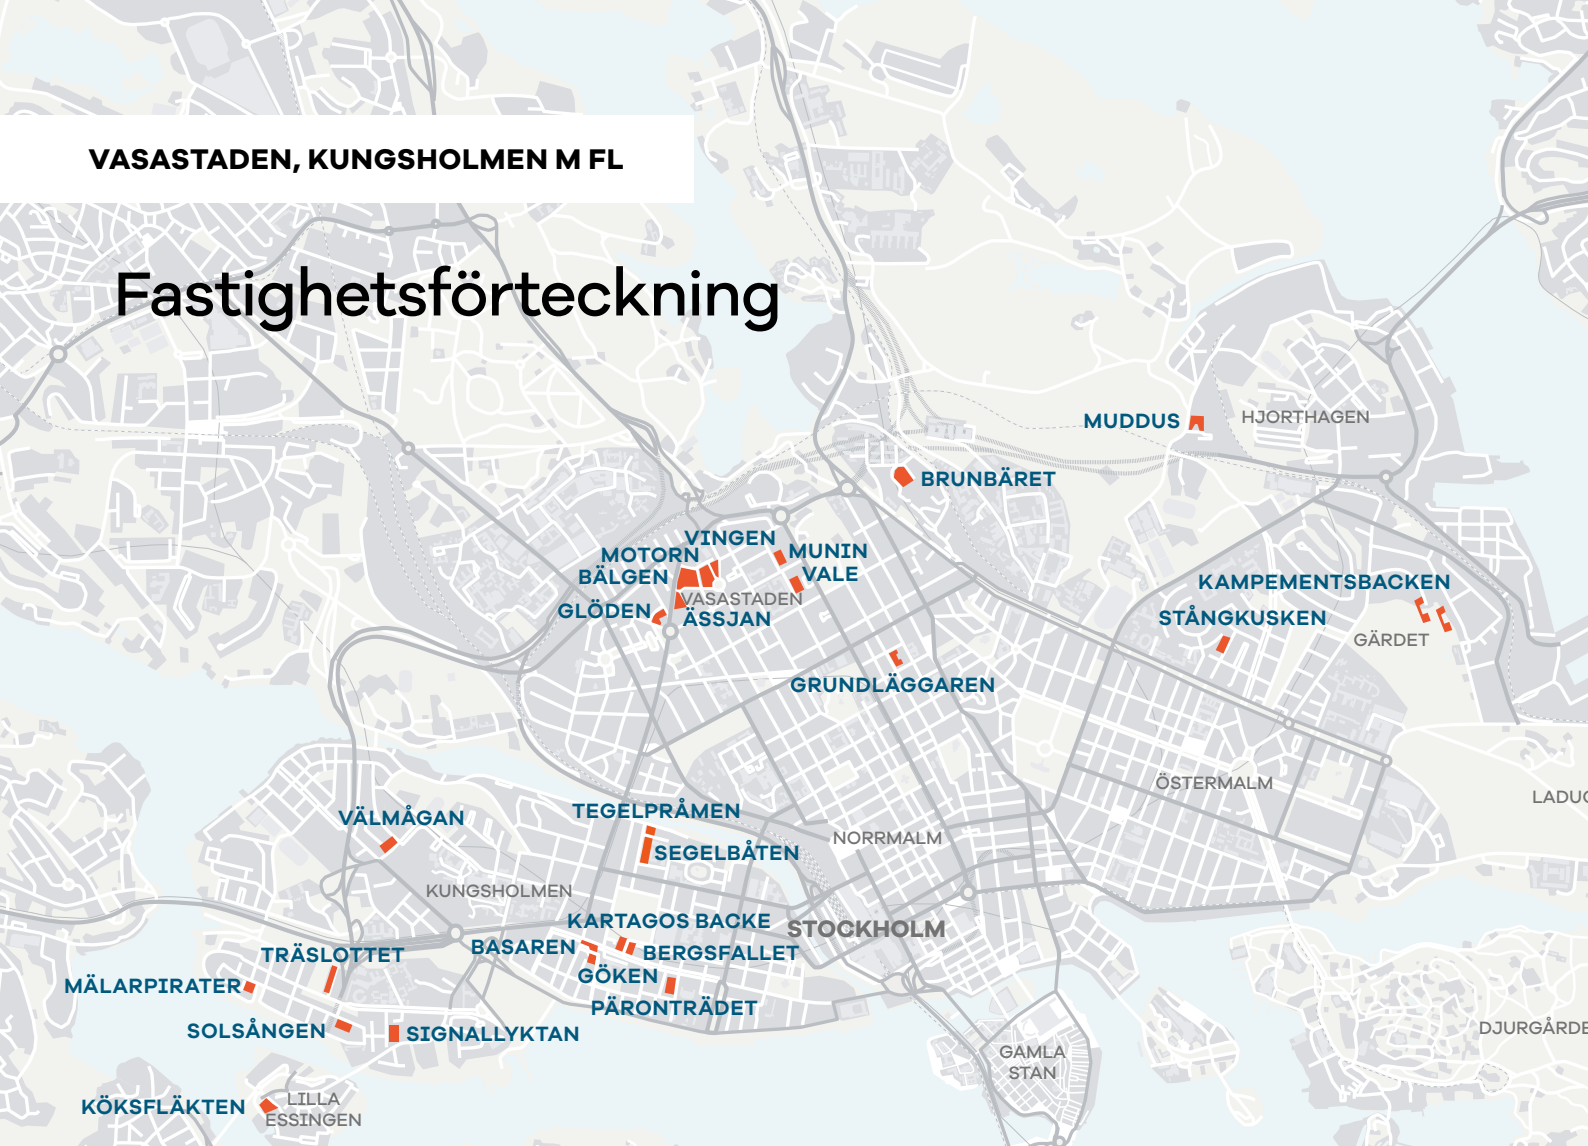 VASASTADEN, KUNGSHOLMEN M FL
Fastighetsförteckning
MUDDUS
HJORTHAGEN
BRUNBÄRET
VINGEN
MOTORN
MUNIN
BÄLGEN
VALE
KAMPEMENTSBACKEN
VASASTADEN
GLÖDEN
ÄSSJAN
STÅNGKUSKEN
GÄRDET
GRUNDLÄGGAREN
ÖSTERMALM
LADUG
TEGELPRÅMEN
VÄLMÅGAN
NORRMALM
SEGELBÅTEN
KUNGSHOLMEN
KARTAGOS BACKE
STOCKHOLM
BASAREN
BERGSFALLET
TRÄSLOTTET
GÖKEN
MÄLARPIRATER
PÄRONTRÄDET
SOLSÅNGEN
SIGNALLYKTAN
DJURGÅRDE
GAMLA
STAN
LILLA
ESSINGEN
KÖKSFLÄKTEN